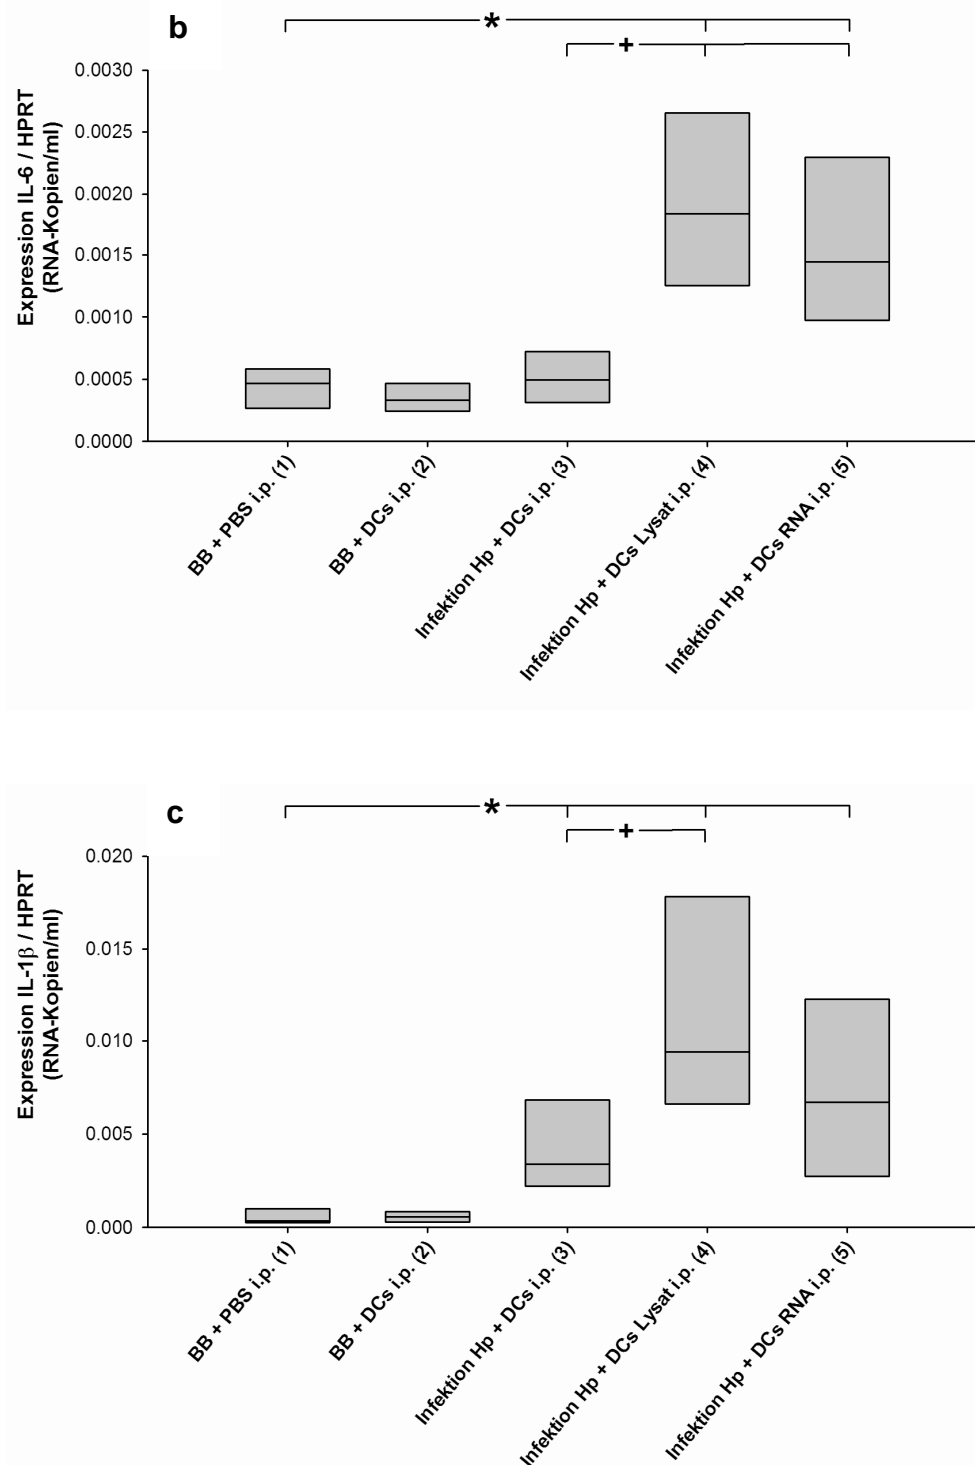 b
*
+
Expression IL-6 / HPRT
(RNA-Kopien/ml)
0.0030
0.0025
0.0020
0.0015
0.0010
0.0005
0.0000
BB + PBS i.p. (1)
BB + DCs i.p. (2)
Infektion Hp + DCs i.p. (3)
Infektion Hp + DCs Lysat i.p. (4)
Infektion Hp + DCs RNA i.p. (5)
c
*
+
Expression IL-1β / HPRT
(RNA-Kopien/ml)
0.020
0.015
0.010
0.005
0.000
BB + PBS i.p. (1)
BB + DCs i.p. (2)
Infektion Hp + DCs i.p. (3)
Infektion Hp + DCs Lysat i.p. (4)
Infektion Hp + DCs RNA i.p. (5)